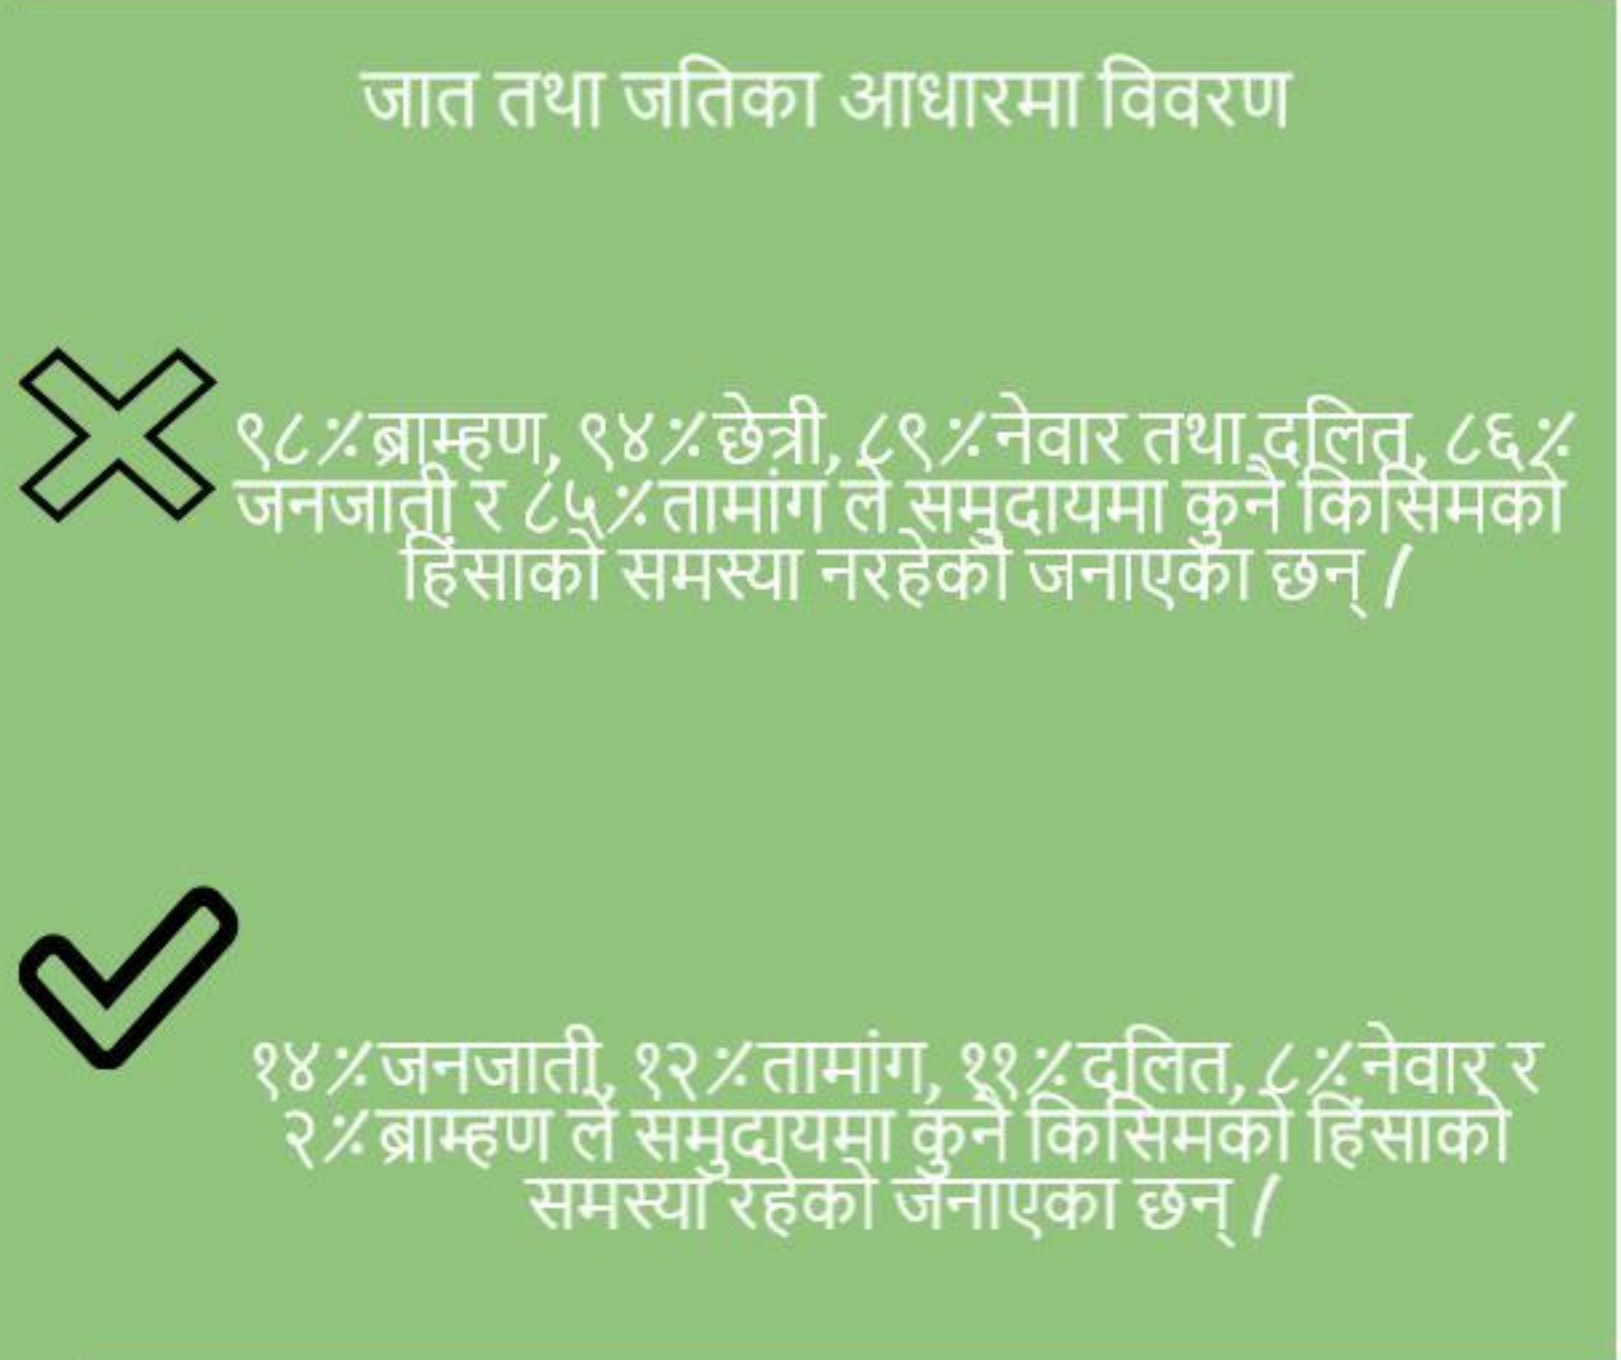 जात तथा जतिका आधारमा विवरण
९८٪ब्राम्हण, ९४٪छेत्री, ८९٪नेवार तथा दलित, ८६٪
जनजाती र ८५٪तामांग ले समुदायमा कुनै किसिमको
हिंसाको समस्या नरहेको जनाएका छन् /
१४٪जनजाती, १२٪तामांग, ११٪दलित, ८٪नेवार र
२٪ब्राम्हण ले समुदायमा कुनै किसिमको हिंसाको
समस्या रहेको जनाएका छन् /